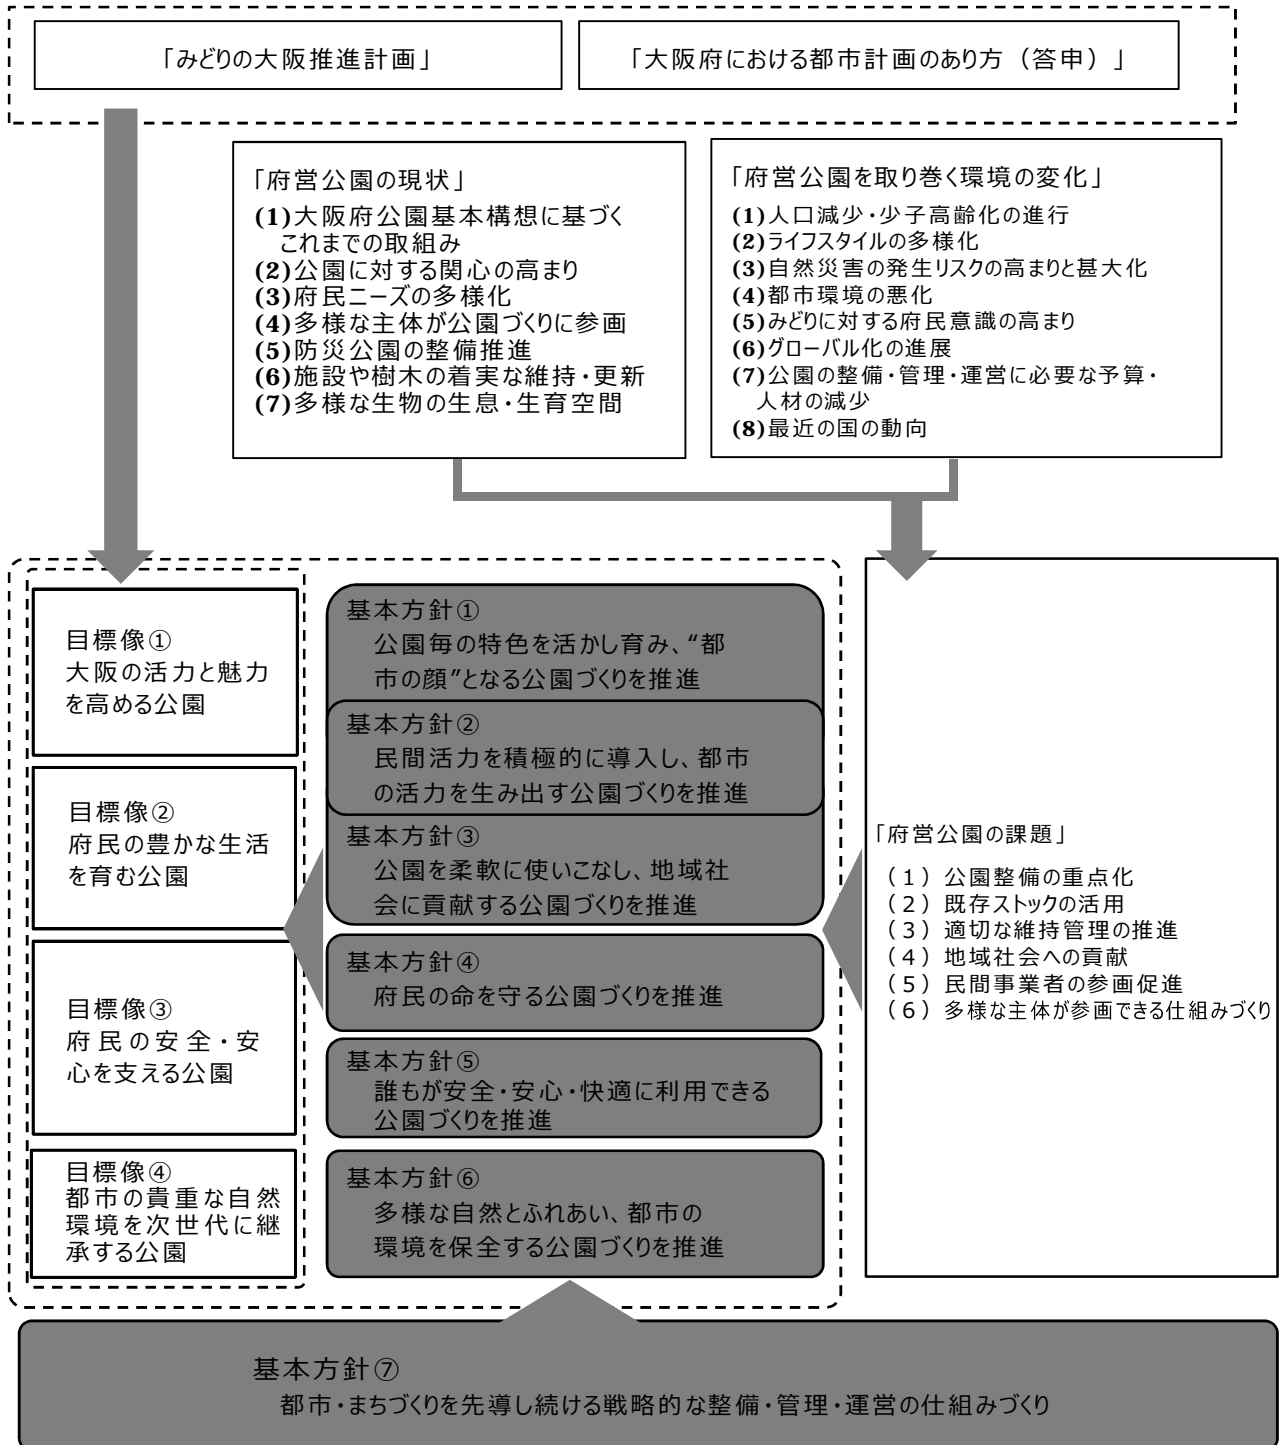 「みどりの大阪推進計画」
「大阪府における都市計画のあり方（答申）」
「府営公園の現状」
(1)大阪府公園基本構想に基づく
これまでの取組み
(2)公園に対する関心の高まり
(3)府民ニーズの多様化
(4)多様な主体が公園づくりに参画
(5)防災公園の整備推進
(6)施設や樹木の着実な維持・更新
(7)多様な生物の生息・生育空間
「府営公園を取り巻く環境の変化」
(1)人口減少・少子高齢化の進行
(2)ライフスタイルの多様化
(3)自然災害の発生リスクの高まりと甚大化
(4)都市環境の悪化
(5)みどりに対する府民意識の高まり
(6)グローバル化の進展
(7)公園の整備・管理・運営に必要な予算・
人材の減少
(8)最近の国の動向
目標像①
大阪の活力と魅力
を高める公園
目標像②
府民の豊かな生活
を育む公園
目標像③
府民の安全・安
心を支える公園
目標像④
都市の貴重な自然
環境を次世代に継
承する公園
基本方針①
公園毎の特色を活かし育み、“都
市の顔”となる公園づくりを推進
基本方針②
民間活力を積極的に導入し、都市
の活力を生み出す公園づくりを推進
基本方針③
公園を柔軟に使いこなし、地域社
会に貢献する公園づくりを推進
基本方針④
府民の命を守る公園づくりを推進
基本方針⑤
誰もが安全・安心・快適に利用できる
公園づくりを推進
基本方針⑥
多様な自然とふれあい、都市の
環境を保全する公園づくりを推進
「府営公園の課題」
（１）公園整備の重点化
（２）既存ストックの活用
（３）適切な維持管理の推進
（４）地域社会への貢献
（５）民間事業者の参画促進
（６）多様な主体が参画できる仕組みづくり
基本方針⑦
都市・まちづくりを先導し続ける戦略的な整備・管理・運営の仕組みづくり